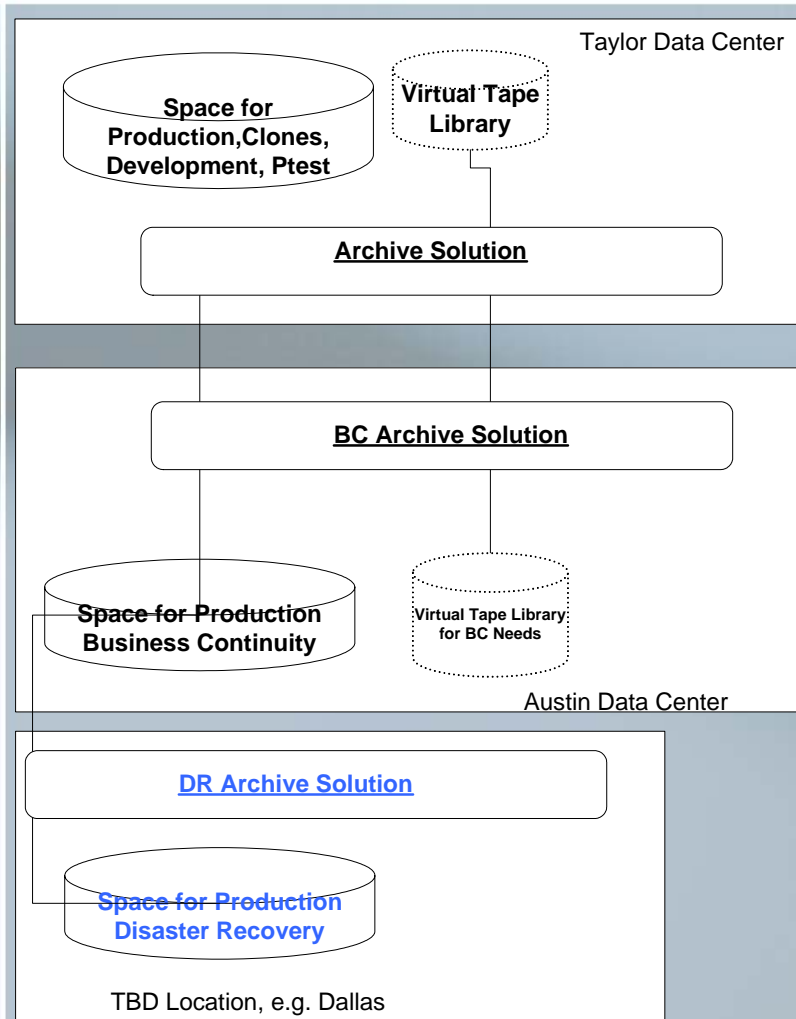 Taylor Data Center
Space for
Production,Clones,
Development, Ptest
Virtual Tape
Library
Archive Solution
BC Archive Solution
Space for Production
Business Continuity
Virtual Tape Library
for BC Needs
Austin Data Center
DR Archive Solution
Space for Production
Disaster Recovery
TBD Location, e.g. Dallas